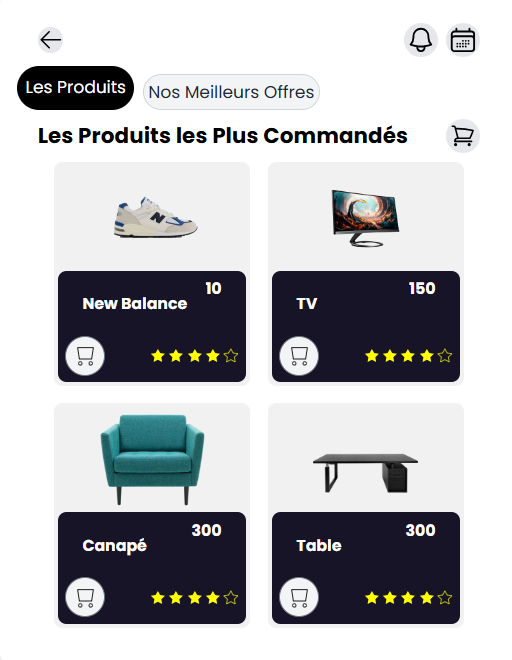 Les Produits
Nos Meilleurs Offres
Les Produits les Plus Commandés
N
10
New Balance
150
TV
300
Canapé
300
Table